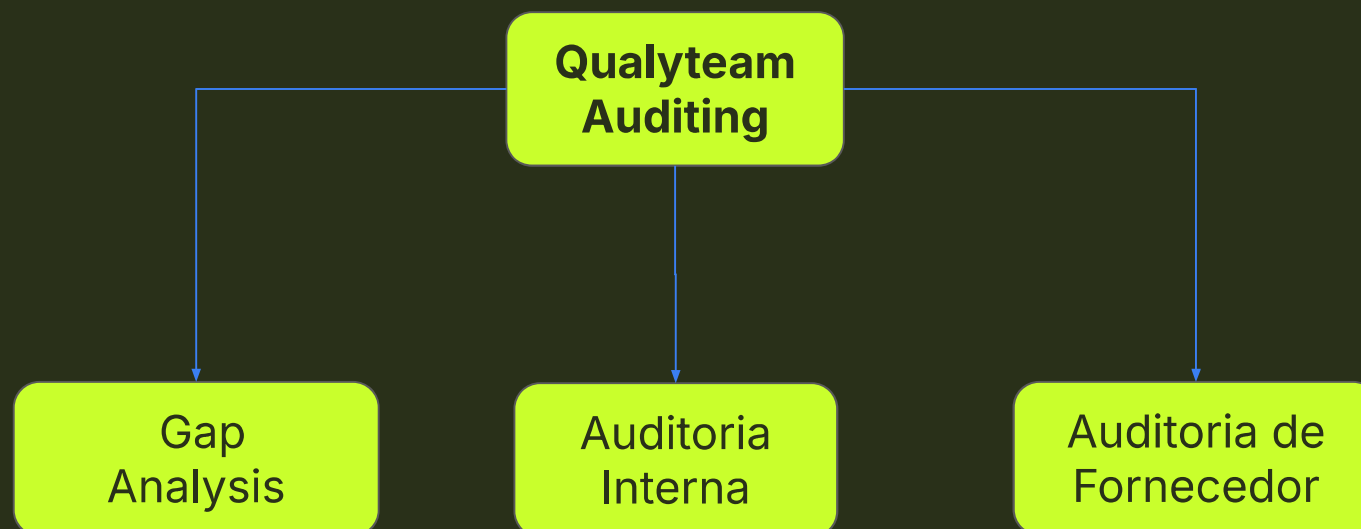 Qualyteam
Auditing
Gap
Analysis
Auditoria
Interna
Auditoria de
Fornecedor